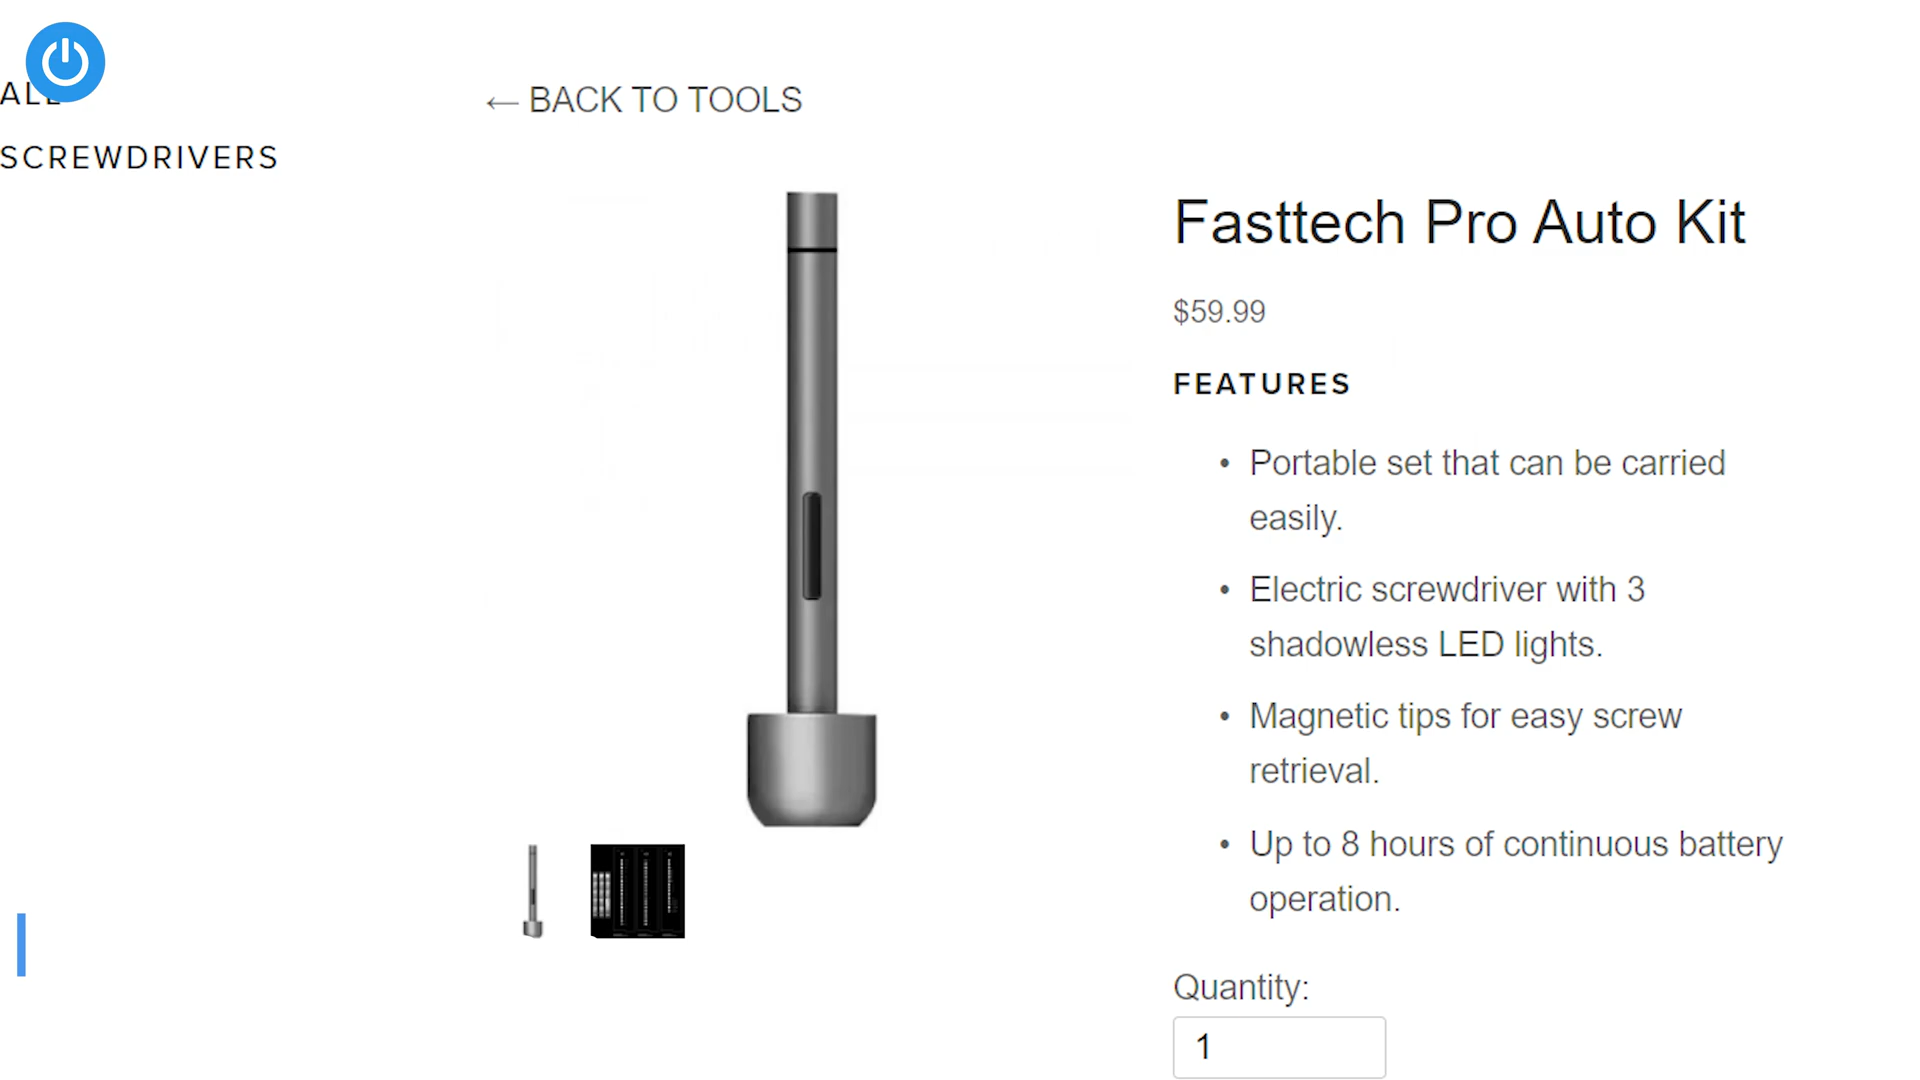 ALL
SCREWDRIVERS
← BACK TO TOOLS
Fasttech Pro Auto Kit
$59.99
FEATURES
• Portable set that can be carried
easily.
• Electric screwdriver with 3
shadowless LED lights.
• Magnetic tips for easy screw
retrieval.
• Up to 8 hours of continuous battery
operation.
Quantity:
1